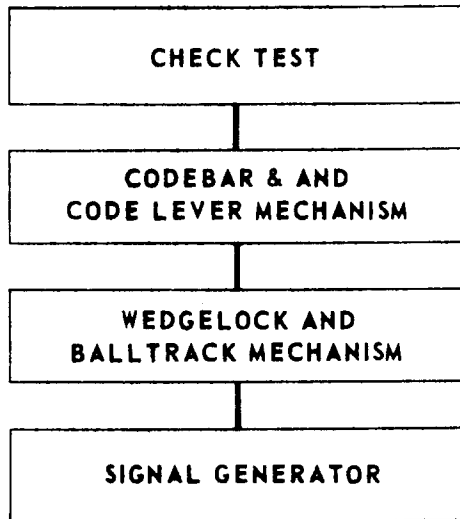 CHECK TEST
CODEBAR & AND
CODE LEVER MECHANISM
WEDGELOCK AND
BALLTRACK MECHANISM
SIGNAL GENERATOR